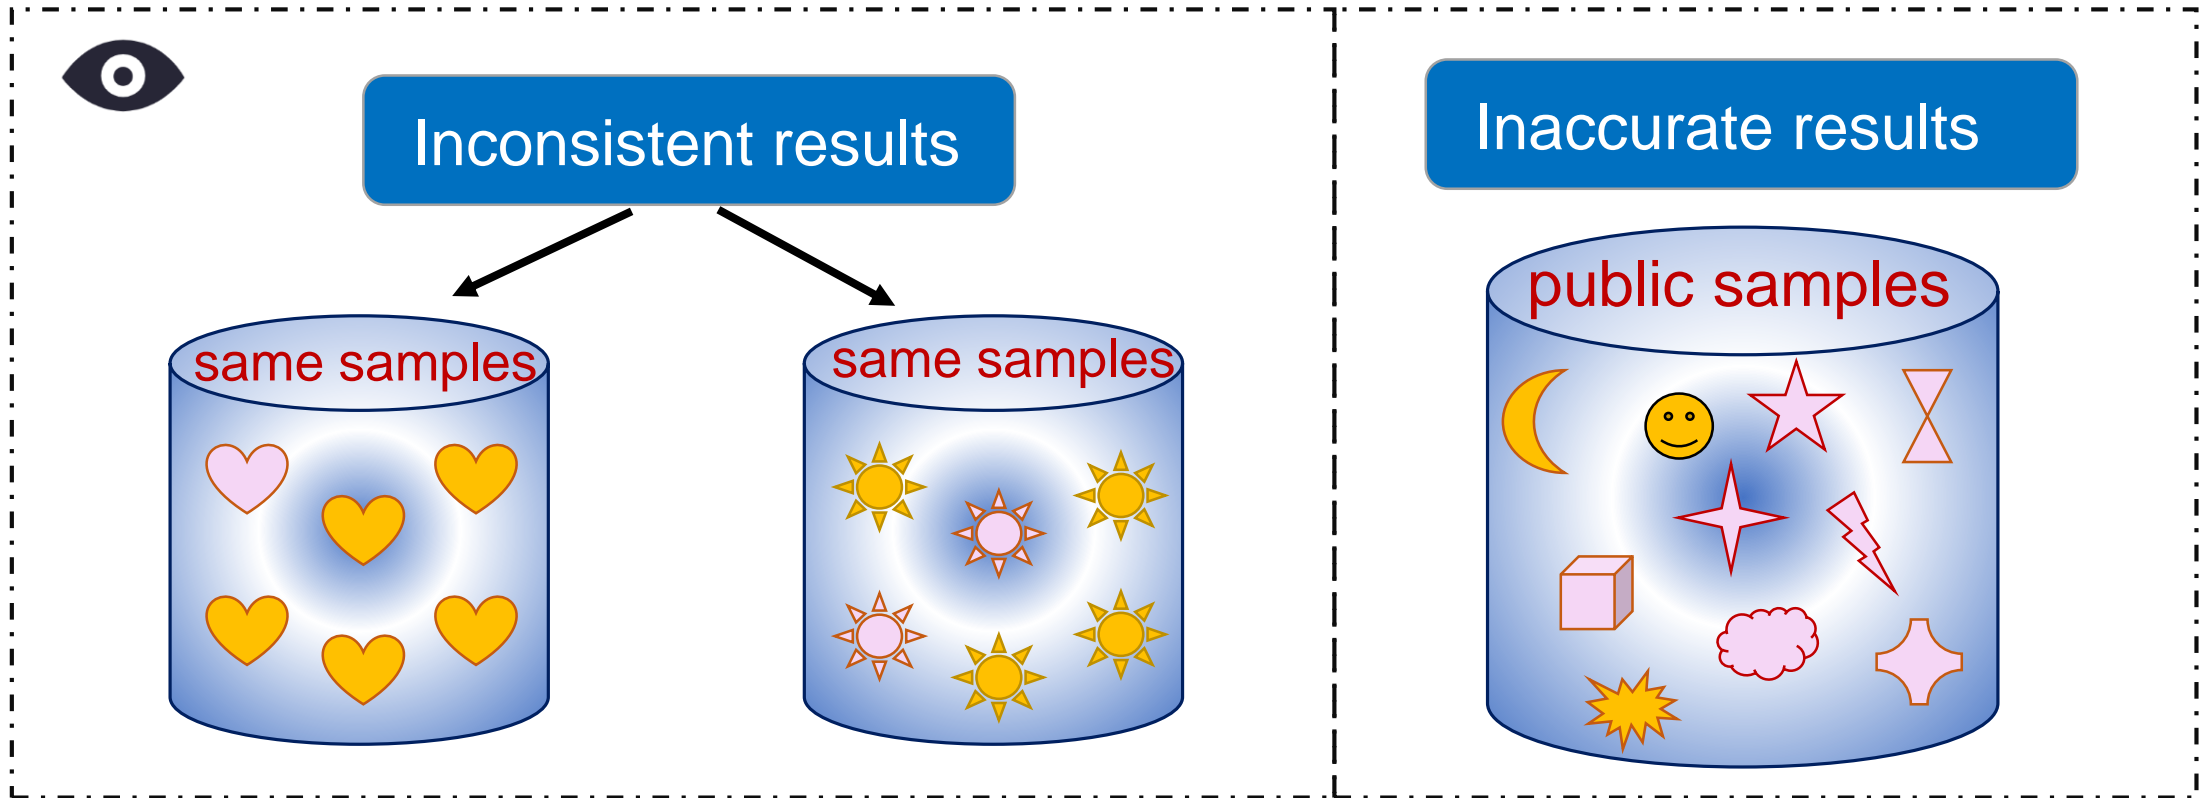 Inconsistent results
same samples
same samples
Inaccurate results
public samples